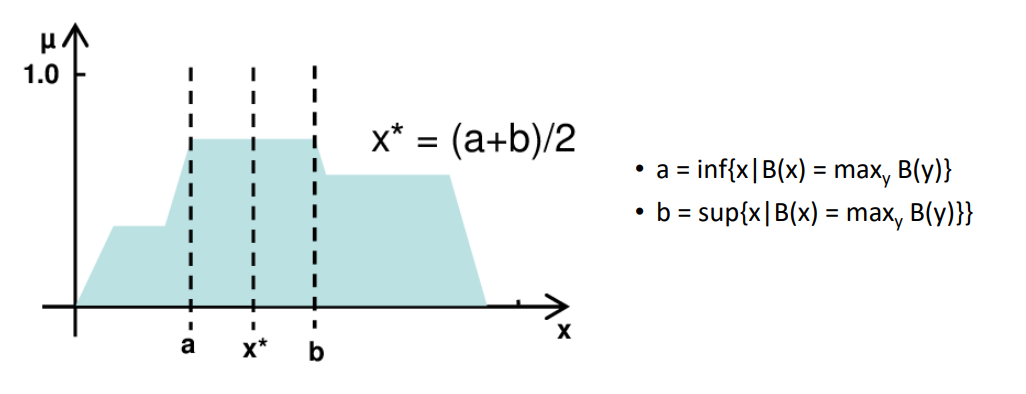 μ
1.0
x* = (a+b)/2
a
x*
b
x
• a = inf{x|B(x) = maxy B(y)}
• b = sup{x|B(x) = maxy B(y)}}